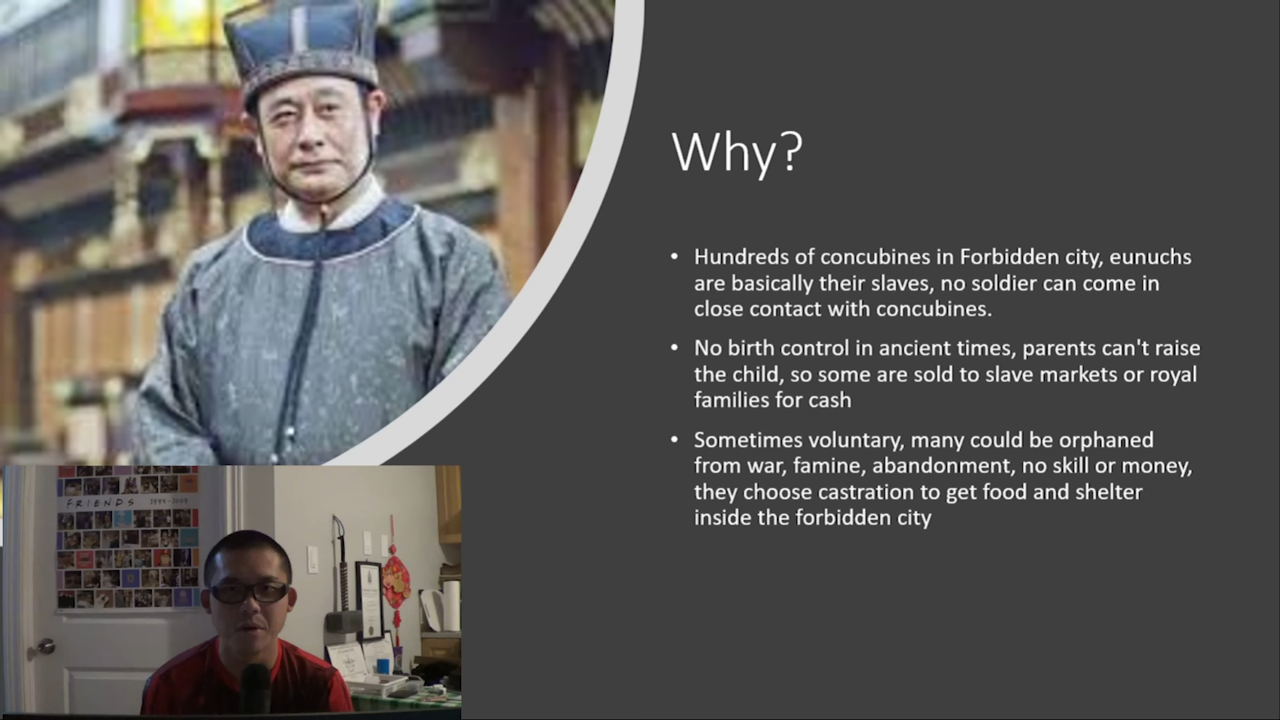 Why?
• Hundreds of concubines in Forbidden city, eunuchs
are basically their slaves, no soldier can come in
close contact with concubines.
• No birth control in ancient times, parents can't raise
the child, so some are sold to slave markets or royal
families for cash
• Sometimes voluntary, many could be orphaned
from war, famine, abandonment, no skill or money,
they choose castration to get food and shelter
inside the forbidden city
FRIENDS